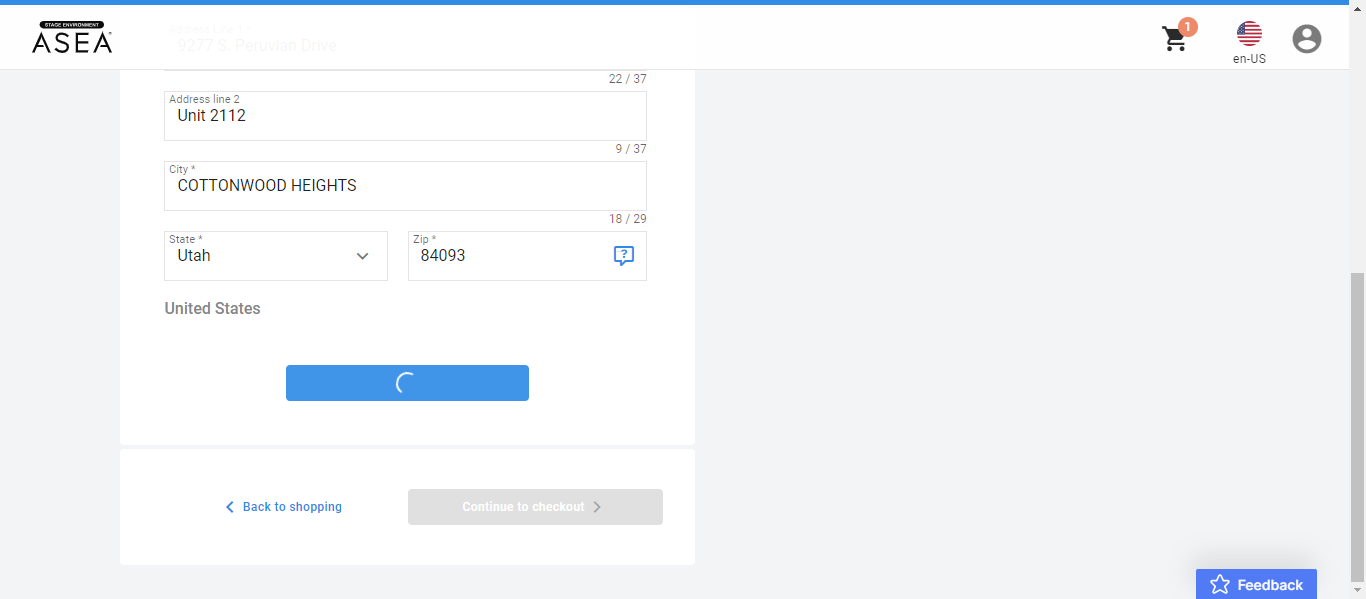 STAGE ENVIRONMENT
ASEA
Address Line 1 *
9277 S. Peruvian Drive
1
en-US
22 / 37
Address line 2
Unit 2112
9 / 37
City *
COTTONWOOD HEIGHTS
18 / 29
State *
Utah
Zip *
84093
?
United States
Back to shopping
Continue to checkout
Feedback